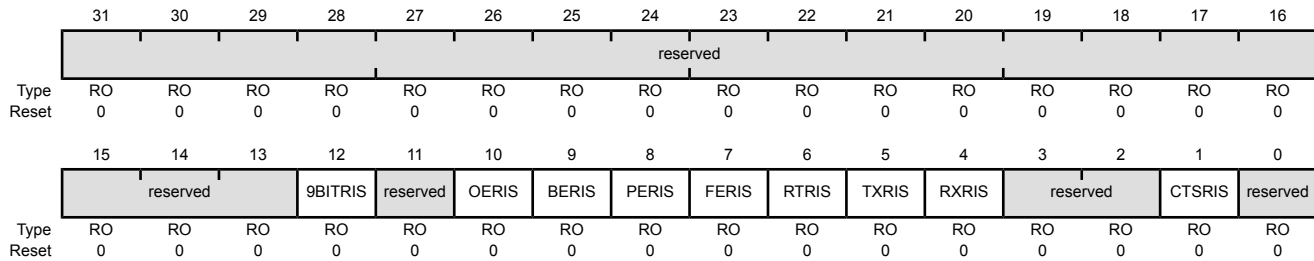 31 30 29 28 27 26 25 24 23 22 21 20 19 18 17 16
reserved
Type RO RO RO RO RO RO RO RO RO RO RO RO RO RO RO RO
Reset 0 0 0 0 0 0 0 0 0 0 0 0 0 0 0 0
15 14 13 12 11 10 9 8 7 6 5 4 3 2 1 0
reserved 9BITRIS reserved OERIS BERIS PERIS FERIS RTRIS TXRIS RXRIS reserved CTSRIS reserved
Type RO RO RO RO RO RO RO RO RO RO RO RO RO RO RO RO
Reset 0 0 0 0 0 0 0 0 0 0 0 0 0 0 0 0